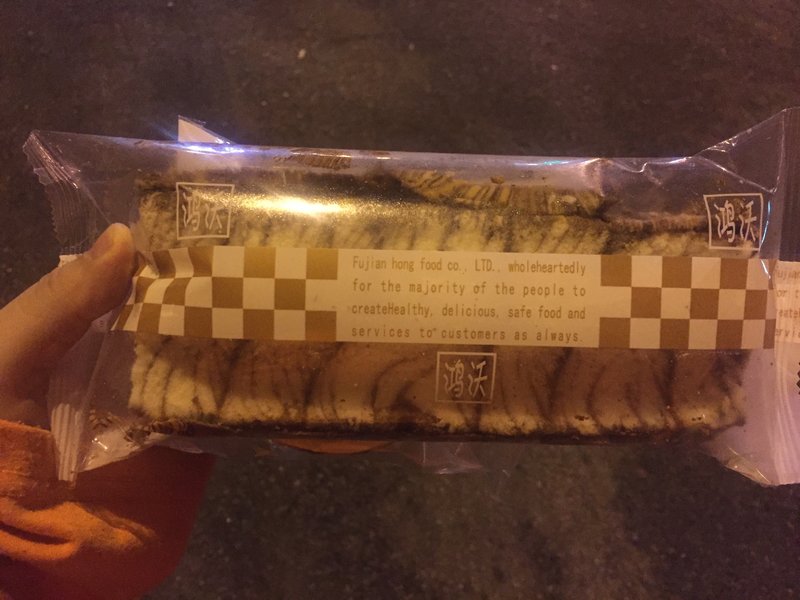 鸿沃
鸿沃
Fujian hong food co., LTD., wholeheartedly
for the majority of the people to
createHealthy, delicious, safe food and
services to customers as always.
鸿沃